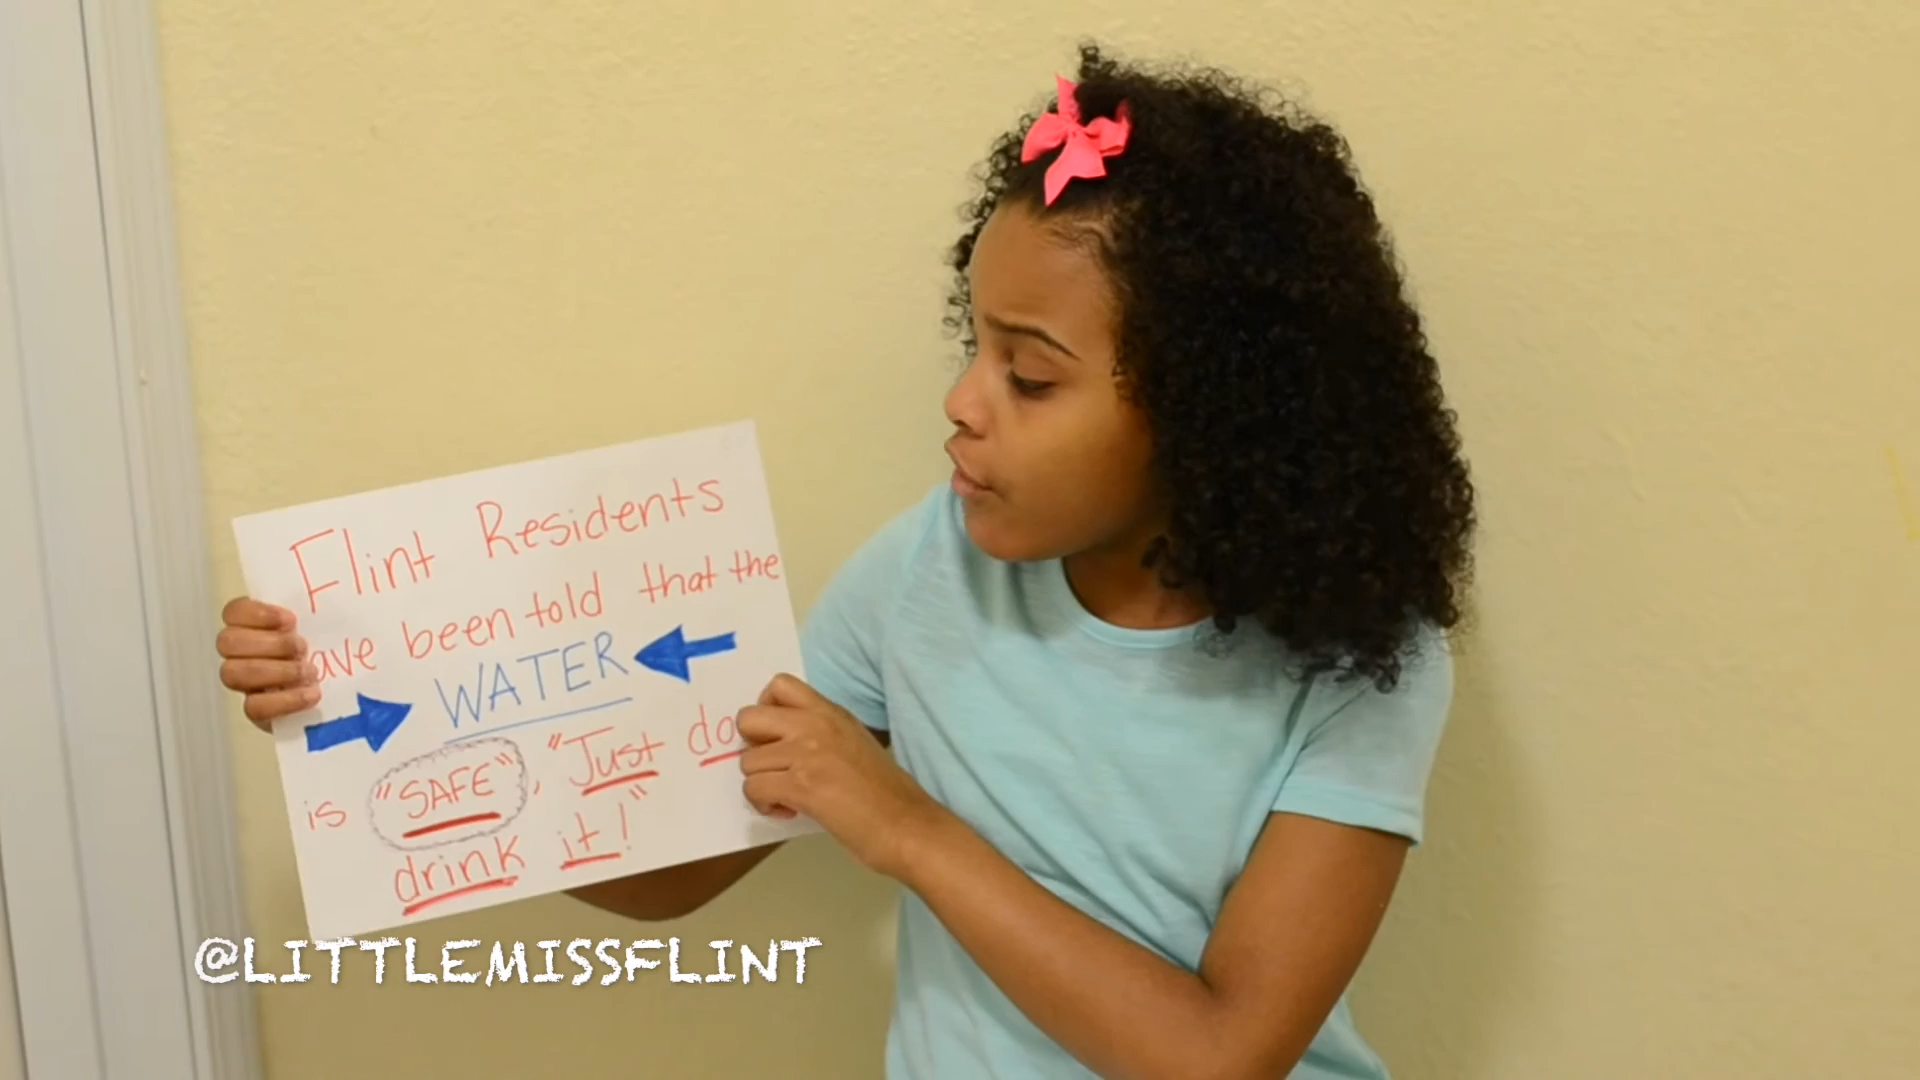 Flint Residents
ave been told that the
WATER
is "SAFE", "Just do
drink it!"
@LITTLEMISSFLINT